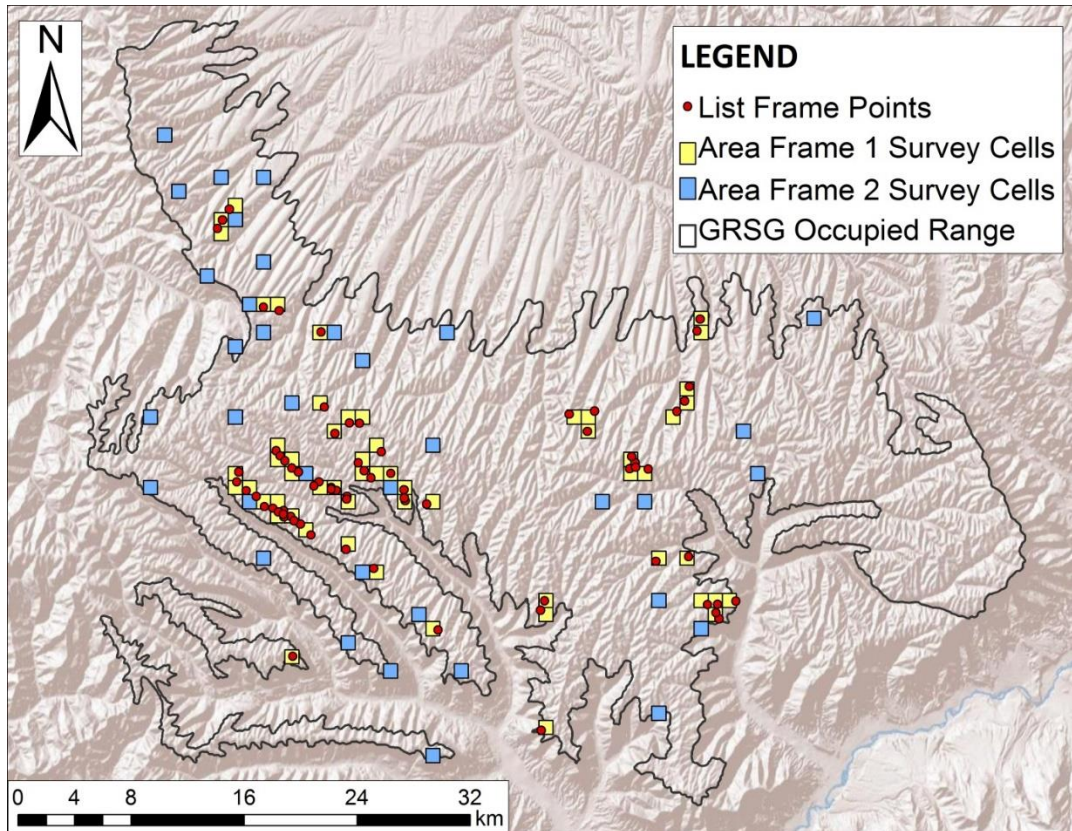 N
LEGEND
List Frame Points
Area Frame 1 Survey Cells
Area Frame 2 Survey Cells
GRSG Occupied Range
0 4 8 16 24 32
km